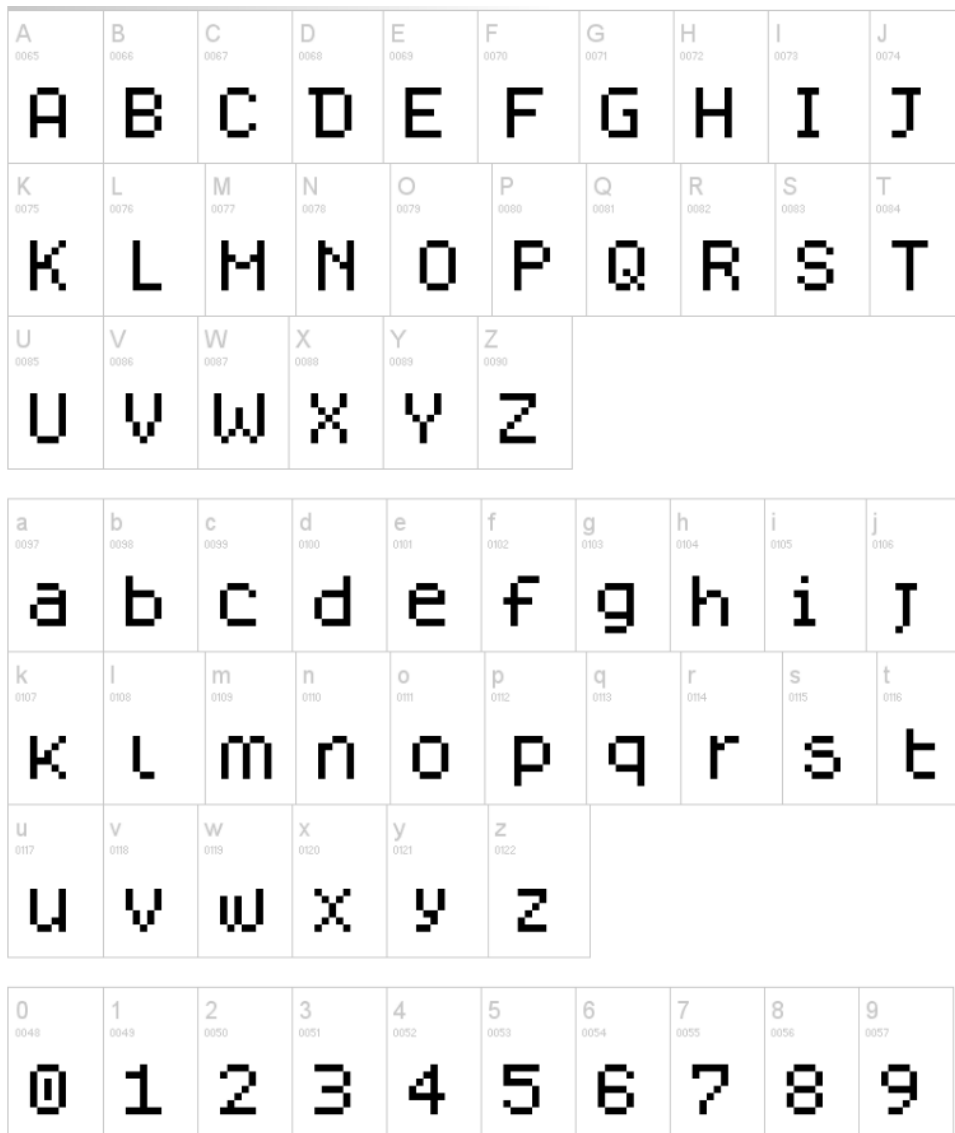 A B C D E F G H I J
0065 0066 0067 0068 0069 0070 0071 0072 0073 0074
A B C D E F G H I J
K L M N O P Q R S T
0075 0076 0077 0078 0079 0080 0081 0082 0083 0084
K L M N O P Q R S T
U V W X Y Z
0085 0086 0087 0088 0089 0090
U V W X Y Z
a b c d e f g h i j
0097 0098 0099 0100 0101 0102 0103 0104 0105 0106
a b c d e f g h i j
k l m n o p q r s t
0107 0108 0109 0110 0111 0112 0113 0114 0115 0116
k l m n o p q r s t
u v w x y z
0117 0118 0119 0120 0121 0122
u v w x y z
0 1 2 3 4 5 6 7 8 9
0048 0049 0050 0051 0052 0053 0054 0055 0056 0057
0 1 2 3 4 5 6 7 8 9